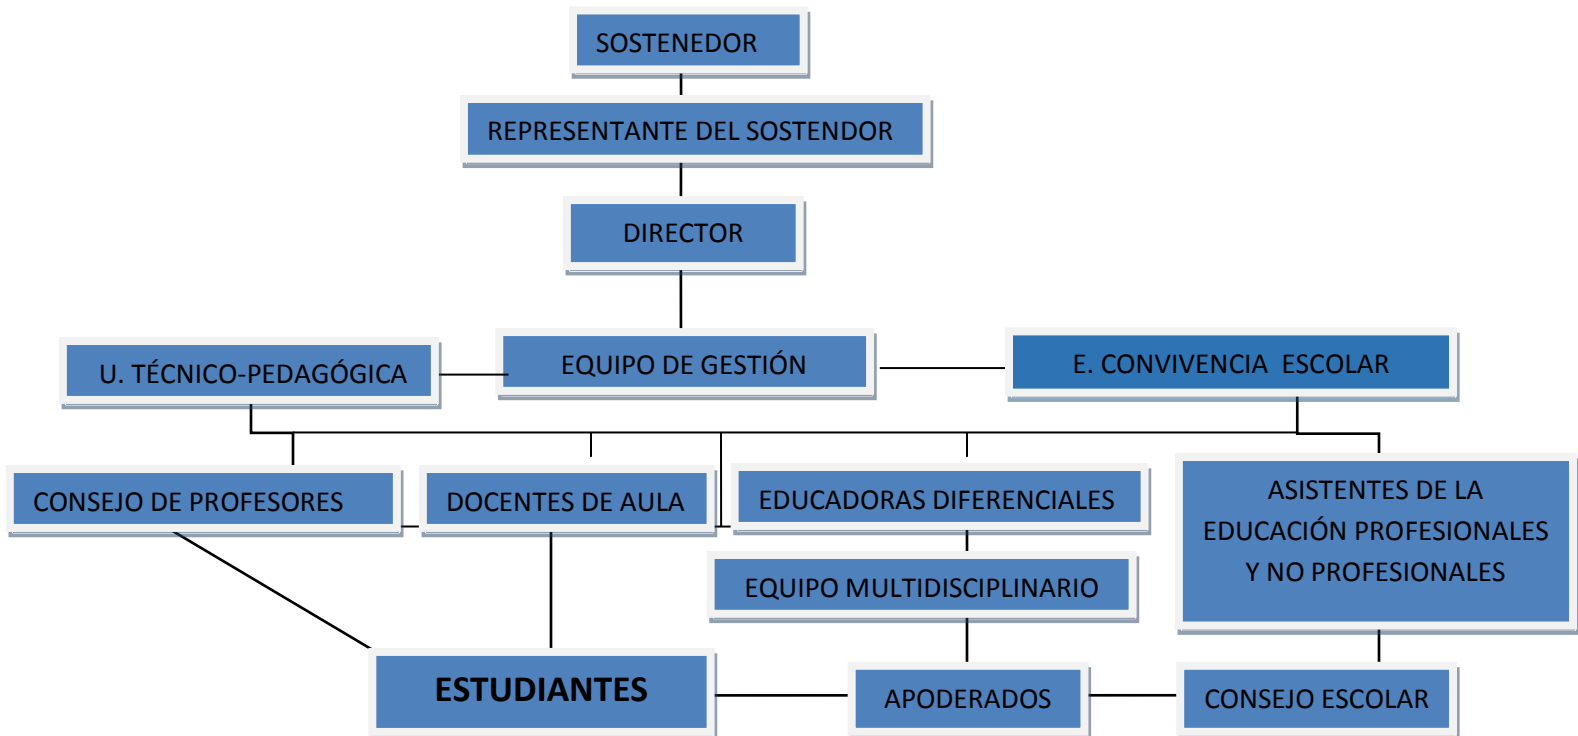 SOSTENEDOR
REPRESENTANTE DEL SOSTENDOR
DIRECTOR
U. TÉCNICO-PEDAGÓGICA
EQUIPO DE GESTIÓN
E. CONVIVENCIA ESCOLAR
CONSEJO DE PROFESORES
DOCENTES DE AULA
EDUCADORAS DIFERENCIALES
ASISTENTES DE LA
EDUCACIÓN PROFESIONALES
Y NO PROFESIONALES
EQUIPO MULTIDISCIPLINARIO
ESTUDIANTES
APODERADOS
CONSEJO ESCOLAR